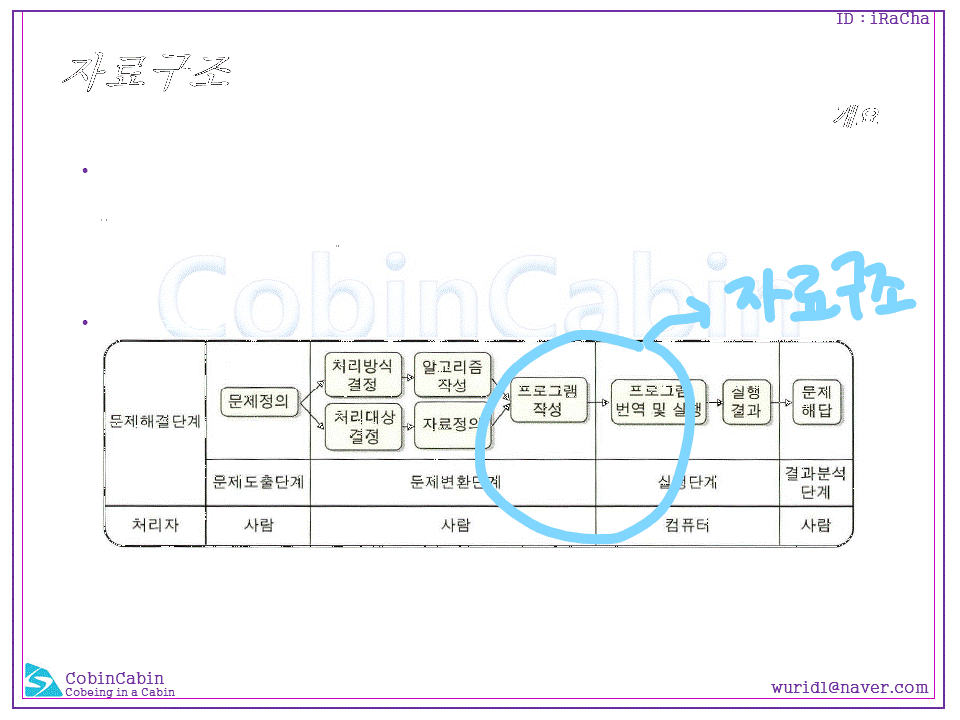 ID : iRaCha
자료구조
개요
CobinCabin
자료구조
문제해결단계
문제정의
처리방식
결정
알고리즘
작성
처리대상
결정
자료정의
프로그램
작성
프로그램
번역 및 실행
실행
결과
문제
해답
문제도출단계
문제변환단계
실행단계
결과분석
단계
처리자
사람
사람
컴퓨터
사람
CobinCabin
Cobeing in a Cabin
wurid1@naver.com